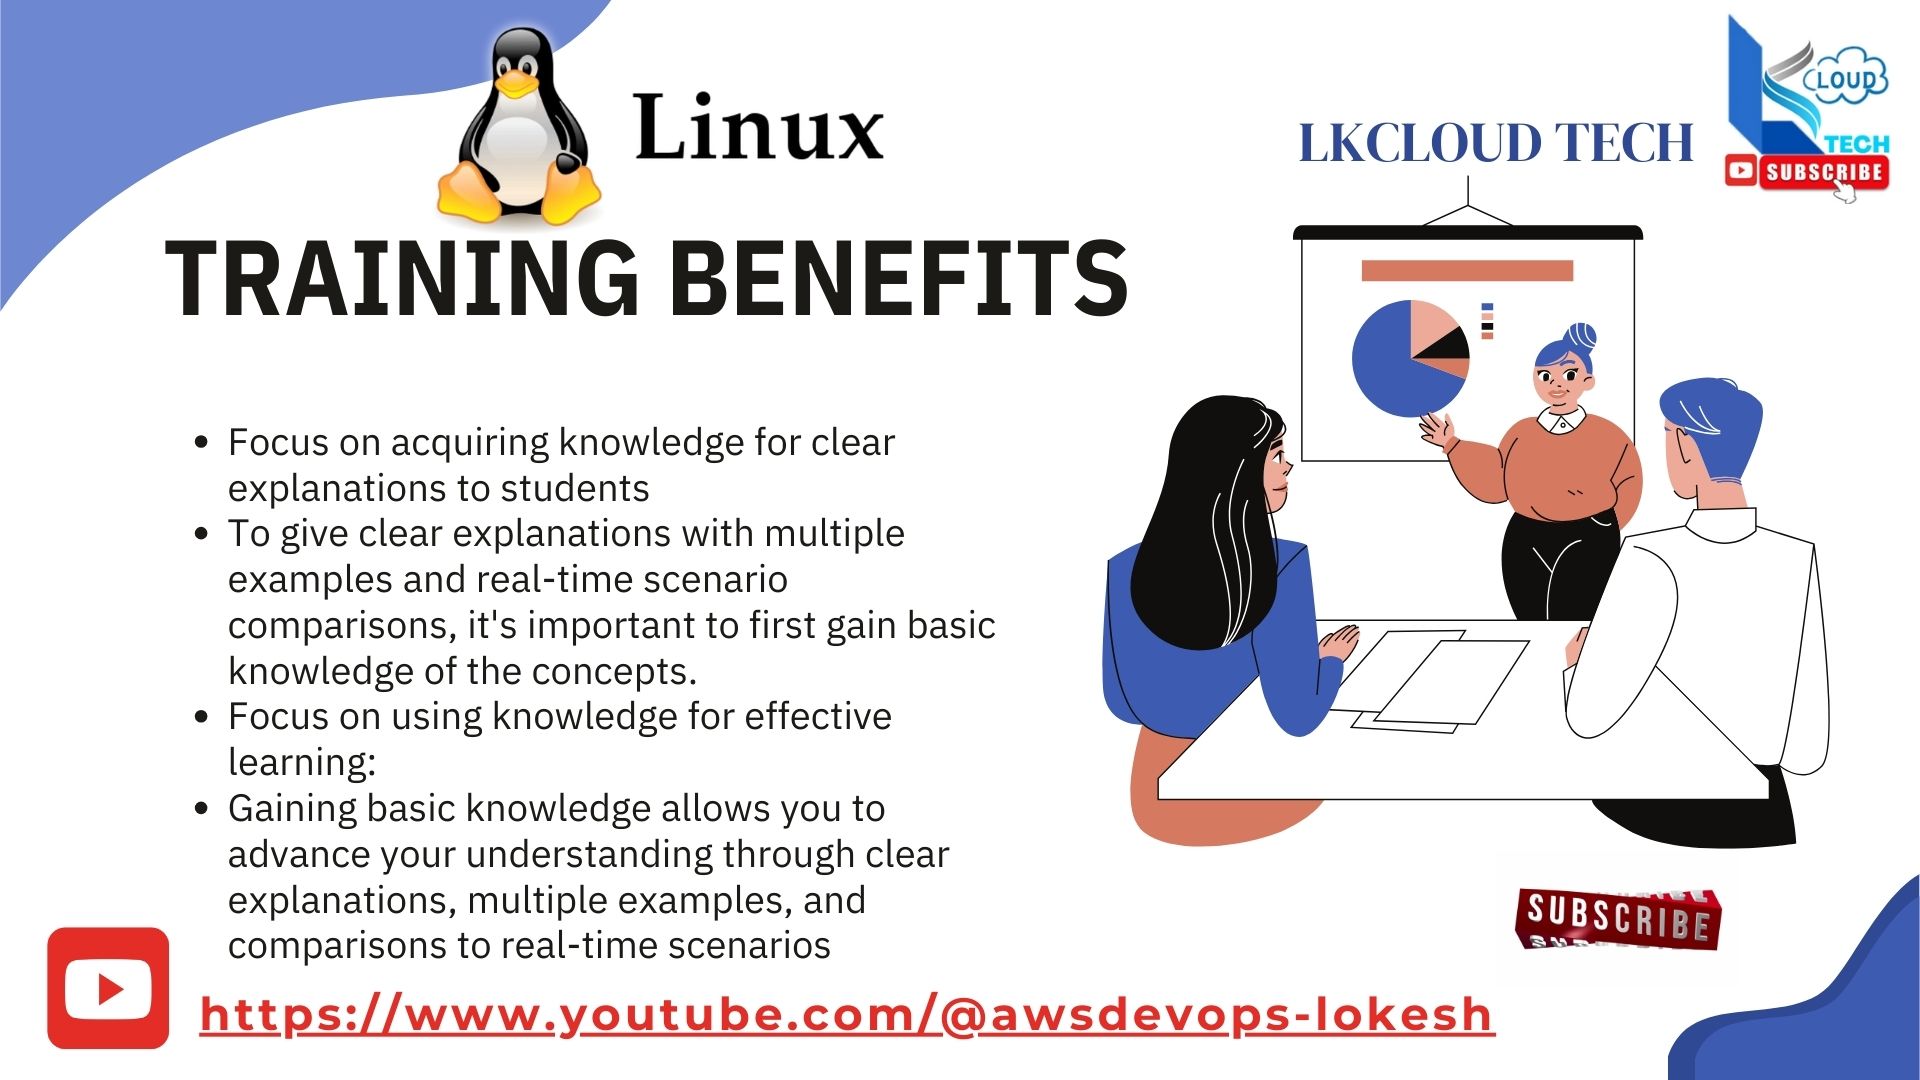 Linux
LKCLOUD TECH
LOUD
TECH
SUBSCRIBE
TRAINING BENEFITS
• Focus on acquiring knowledge for clear
explanations to students
• To give clear explanations with multiple
examples and real-time scenario
comparisons, it's important to first gain basic
knowledge of the concepts.
• Focus on using knowledge for effective
learning:
• Gaining basic knowledge allows you to
advance your understanding through clear
explanations, multiple examples, and
comparisons to real-time scenarios
SUBSCRIBE
https://www.youtube.com/@awsdevops-lokesh